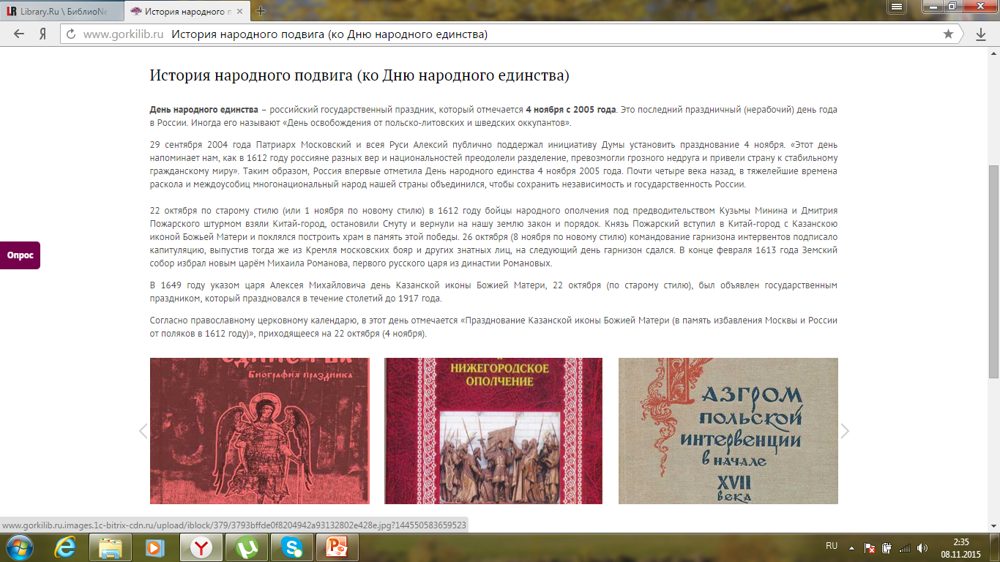 Library.Ru \ БиблиоNe
История народного п
www.gorkilib.ru История народного подвига (ко Дню народного единства)
История народного подвига (ко Дню народного единства)
День народного единства – российский государственный праздник, который отмечается 4 ноября с 2005 года. Это последний праздничный (нерабочий) день года
в России. Иногда его называют «День освобождения от польско-литовских и шведских оккупантов».
29 сентября 2004 года Патриарх Московский и всея Руси Алексий публично поддержал инициативу Думы установить празднование 4 ноября. «Этот день
напоминает нам, как в 1612 году россияне разных вер и национальностей преодолели разделение, превозмогли грозного недруга и привели страну к стабильному
гражданскому миру». Таким образом, Россия впервые отметила День народного единства 4 ноября 2005 года. Почти четыре века назад, в тяжелейшие времена
раскола и междоусобиц многонациональный народ нашей страны объединился, чтобы сохранить независимость и государственность России.
22 октября по старому стилю (или 1 ноября по новому стилю) в 1612 году бойцы народного ополчения под предводительством Кузьмы Минина и Дмитрия
Пожарского штурмом взяли Китай-город, остановили Смуту и вернули на нашу землю закон и порядок. Князь Пожарский вступил в Китай-город с Казанскою
иконой Божьей Матери и поклялся построить храм в память этой победы. 26 октября (8 ноября по новому стилю) командование гарнизона интервентов подписало
капитуляцию, выпустив тогда же из Кремля московских бояр и других знатных лиц, на следующий день гарнизон сдался. В конце февраля 1613 года Земский
собор избрал новым царём Михаила Романова, первого русского царя из династии Романовых.
Опрос
В 1649 году указом царя Алексея Михайловича день Казанской иконы Божией Матери, 22 октября (по старому стилю), был объявлен государственным
праздником, который праздновался в течение столетий до 1917 года.
Согласно православному церковному календарю, в этот день отмечается «Празднование Казанской иконы Божией Матери (в память избавления Москвы и России
от поляков в 1612 году)», приходящееся на 22 октября (4 ноября).
Биография праздника
НИЖЕГОРОДСКОЕ
ОПОЛЧЕНИЕ
РАЗГРОМ
ПОЛЬСКОЙ
ИНТЕРВЕНЦИИ
В НАЧАЛЕ
XVII
ВЕКА
www.gorkilib.ru.images.1c-bitrix-cdn.ru/upload/iblock/379/3793bffde0f8204942a93132802e428e.jpg?144550583659523
RU
2:35
08.11.2015